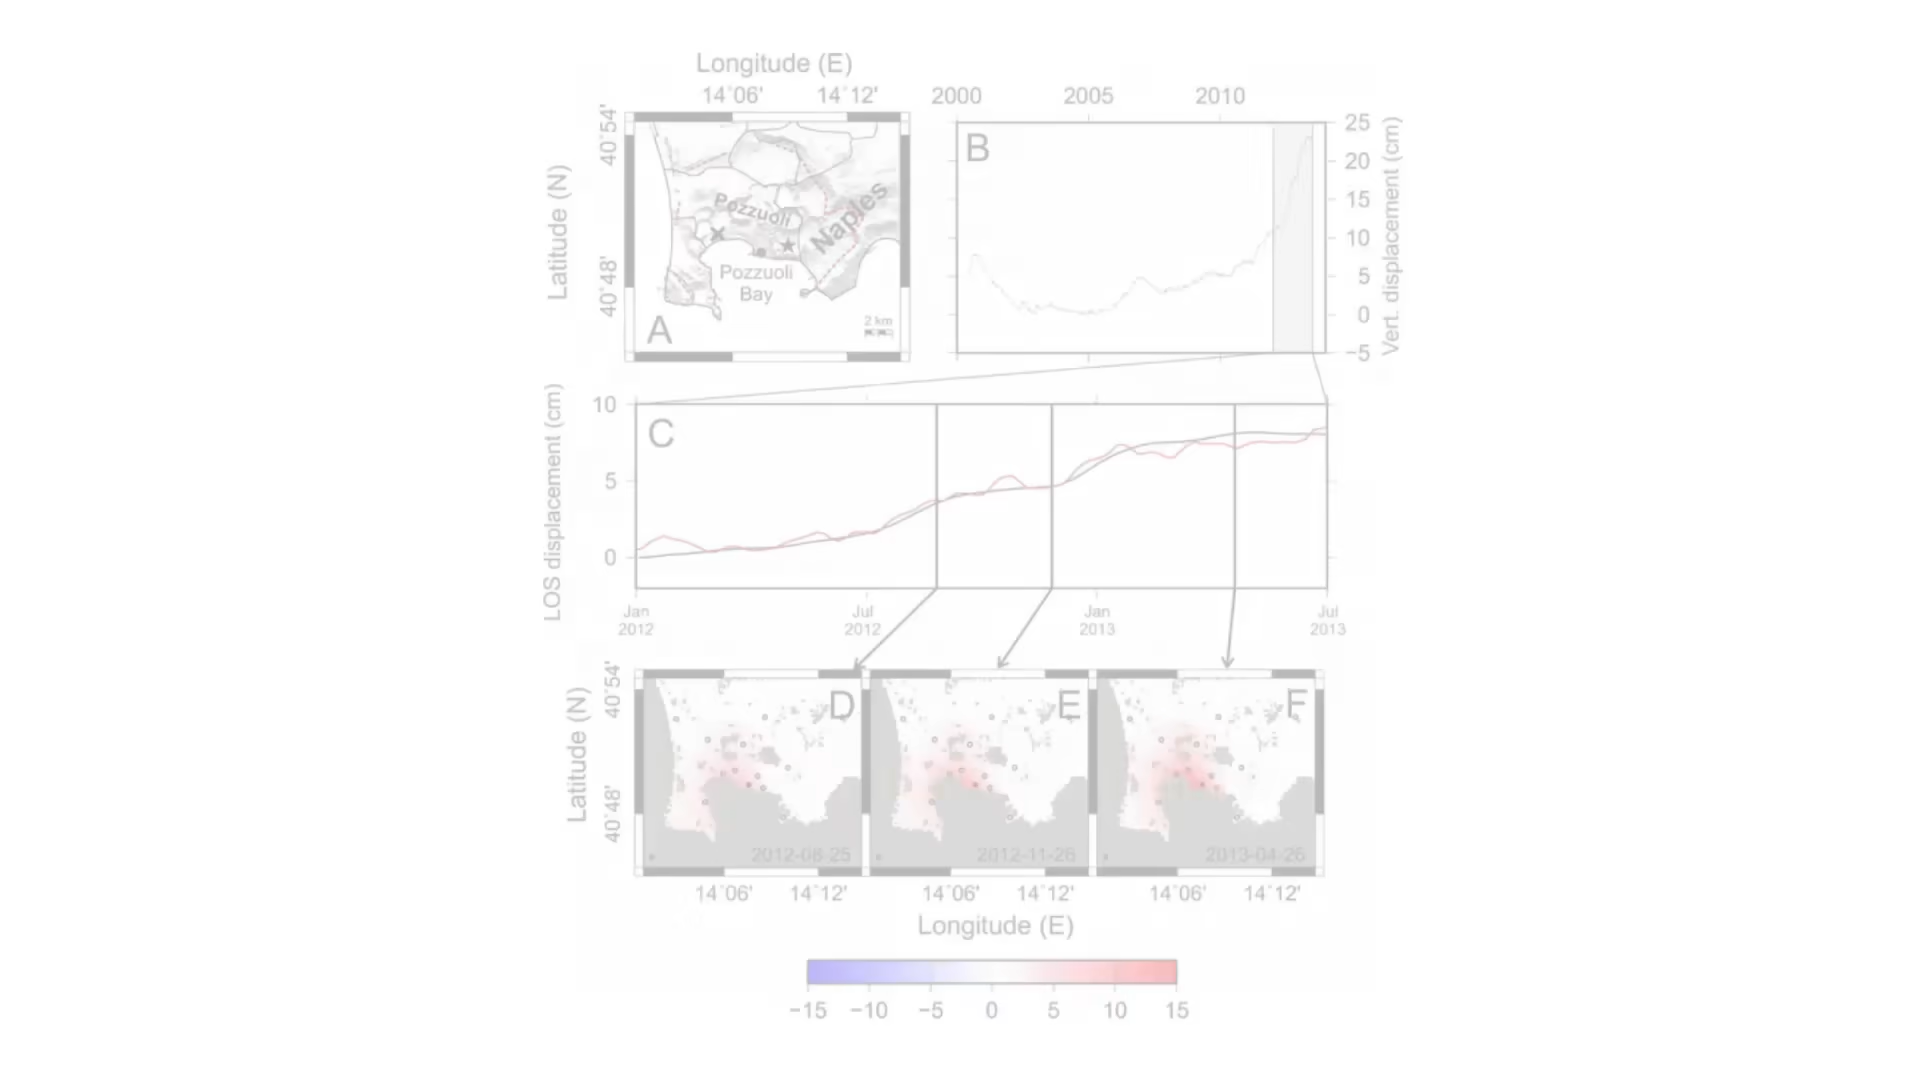 Longitude (E)
14°06' 14°12'
2000 2005 2010
40°54'
40°48'
Latitude (N)
Pozzuoli
Naples
Pozzuoli
Bay
2 km
A
B
25
20
15
10
5
0
−5
Vert. displacement (cm)
LOS displacement (cm)
10
5
0
C
Jan Jul Jan Jul
2012 2012 2013 2013
Latitude (N)
40°54'
40°48'
D E F
2012-08-25 2012-11-26 2013-04-26
14°06' 14°12' 14°06' 14°12' 14°06' 14°12'
Longitude (E)
−15 −10 −5 0 5 10 15